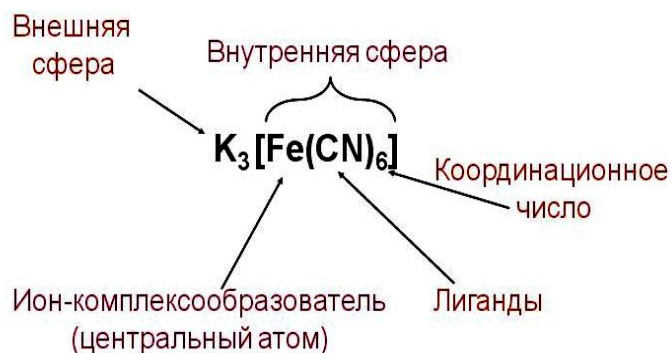 Внешняя
сфера
Внутренняя сфера
K₃[Fe(CN)₆]
Координационное
число
Ион-комплексообразователь
(центральный атом)
Лиганды